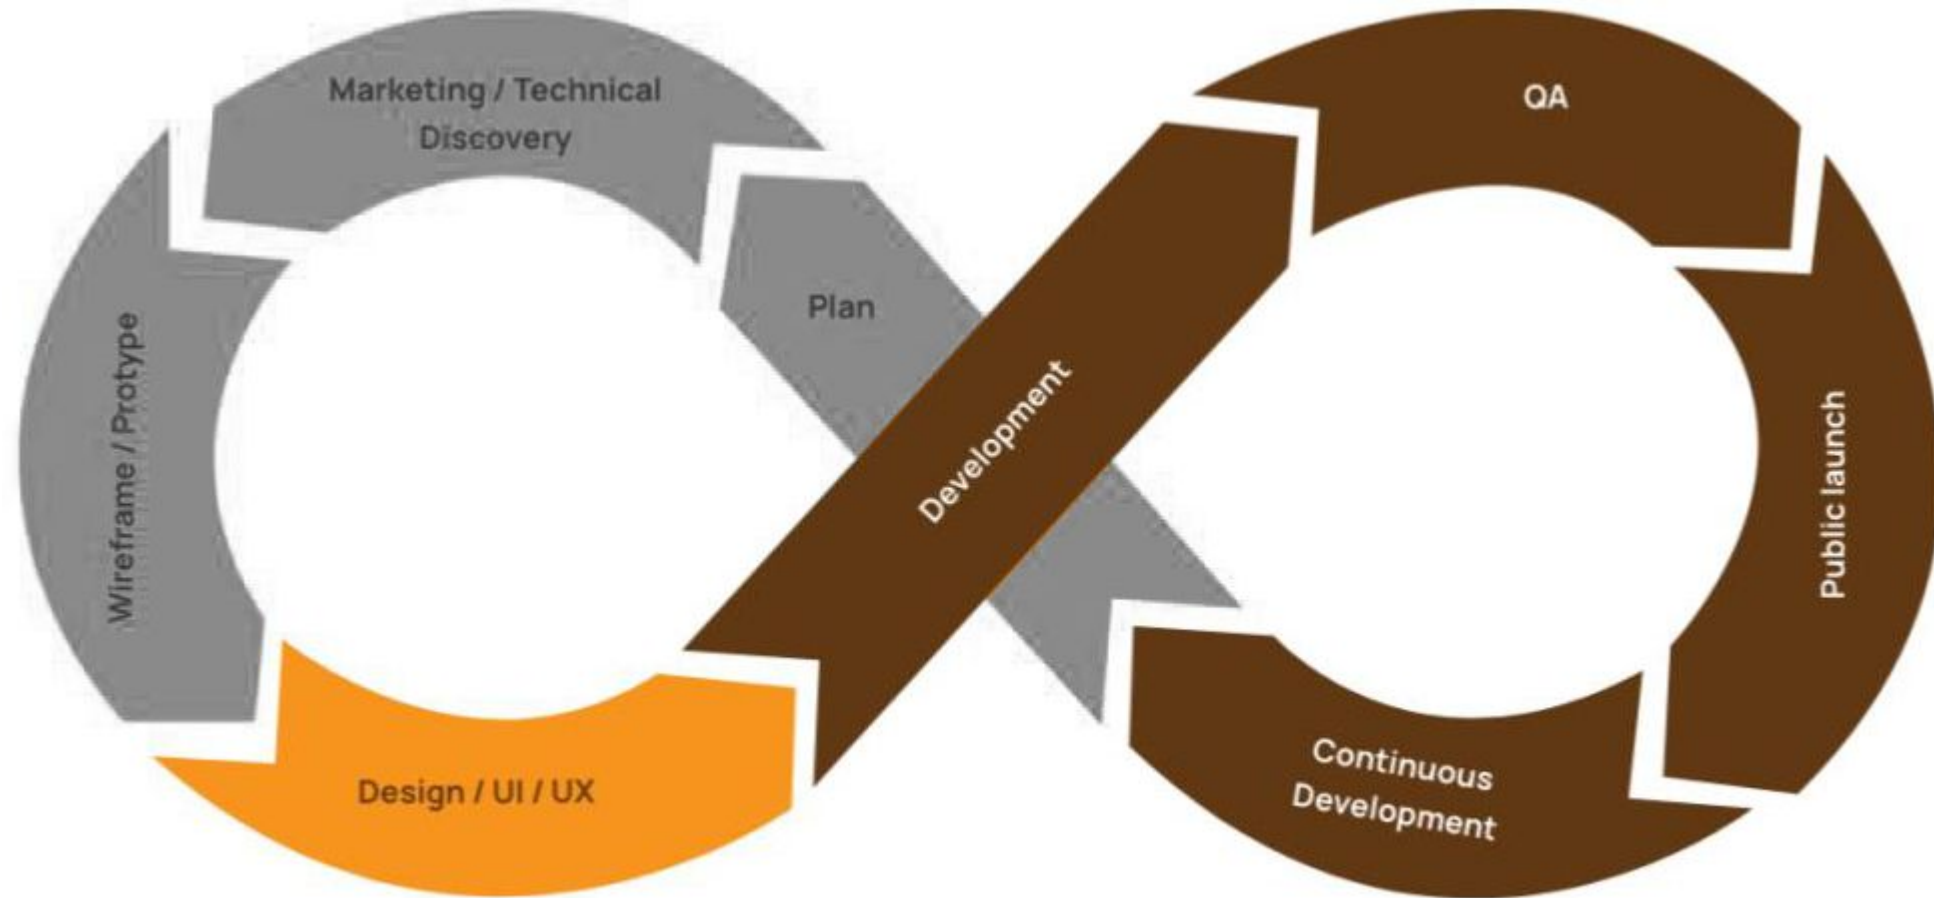 Marketing / Technical
Discovery
QA
Plan
Wireframe / Protype
Development
Public launch
Design / UI / UX
Continuous
Development